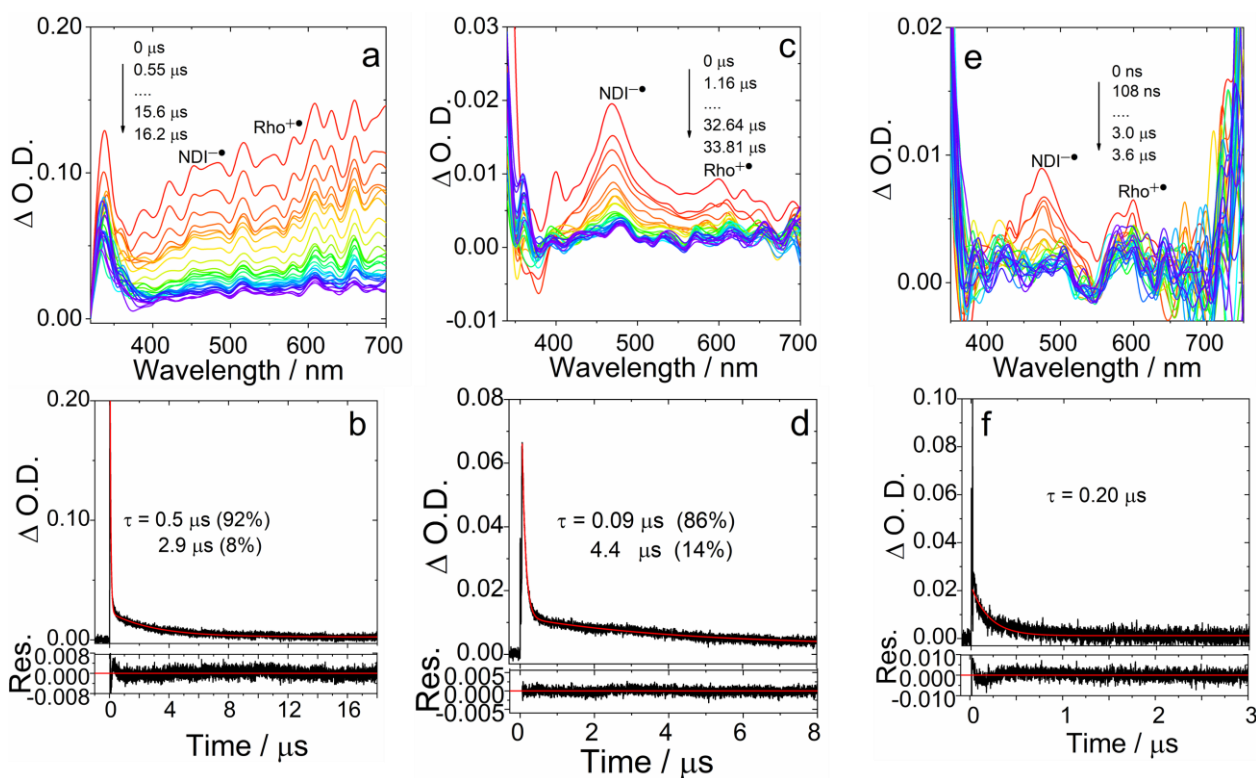 a
0 μs
0.55 μs
....
15.6 μs
16.2 μs
NDI⁻•
Rho⁺•
Δ O.D.
0.20
0.10
0.00
400
500
600
700
Wavelength / nm
c
0 μs
1.16 μs
....
32.64 μs
33.81 μs
NDI⁻•
Rho⁺•
Δ O. D.
0.03
0.02
0.01
0.00
-0.01
400
500
600
700
Wavelength / nm
e
0 ns
108 ns
....
3.0 μs
3.6 μs
NDI⁻•
Rho⁺•
Δ O.D.
0.02
0.01
0.00
400
500
600
700
Wavelength / nm
b
Δ O.D.
0.20
0.10
0.00
τ = 0.5 μs (92%)
2.9 μs (8%)
Res.
0.008
0.000
-0.008
0
4
8
12
16
Time / μs
d
Δ O.D.
0.08
0.06
0.04
0.02
0.00
τ = 0.09 μs (86%)
4.4 μs (14%)
Res.
0.005
0.000
-0.005
0
2
4
6
8
Time / μs
f
Δ O. D.
0.10
0.08
0.06
0.04
0.02
0.00
τ = 0.20 μs
Res.
0.010
0.000
-0.010
0
1
2
3
Time / μs